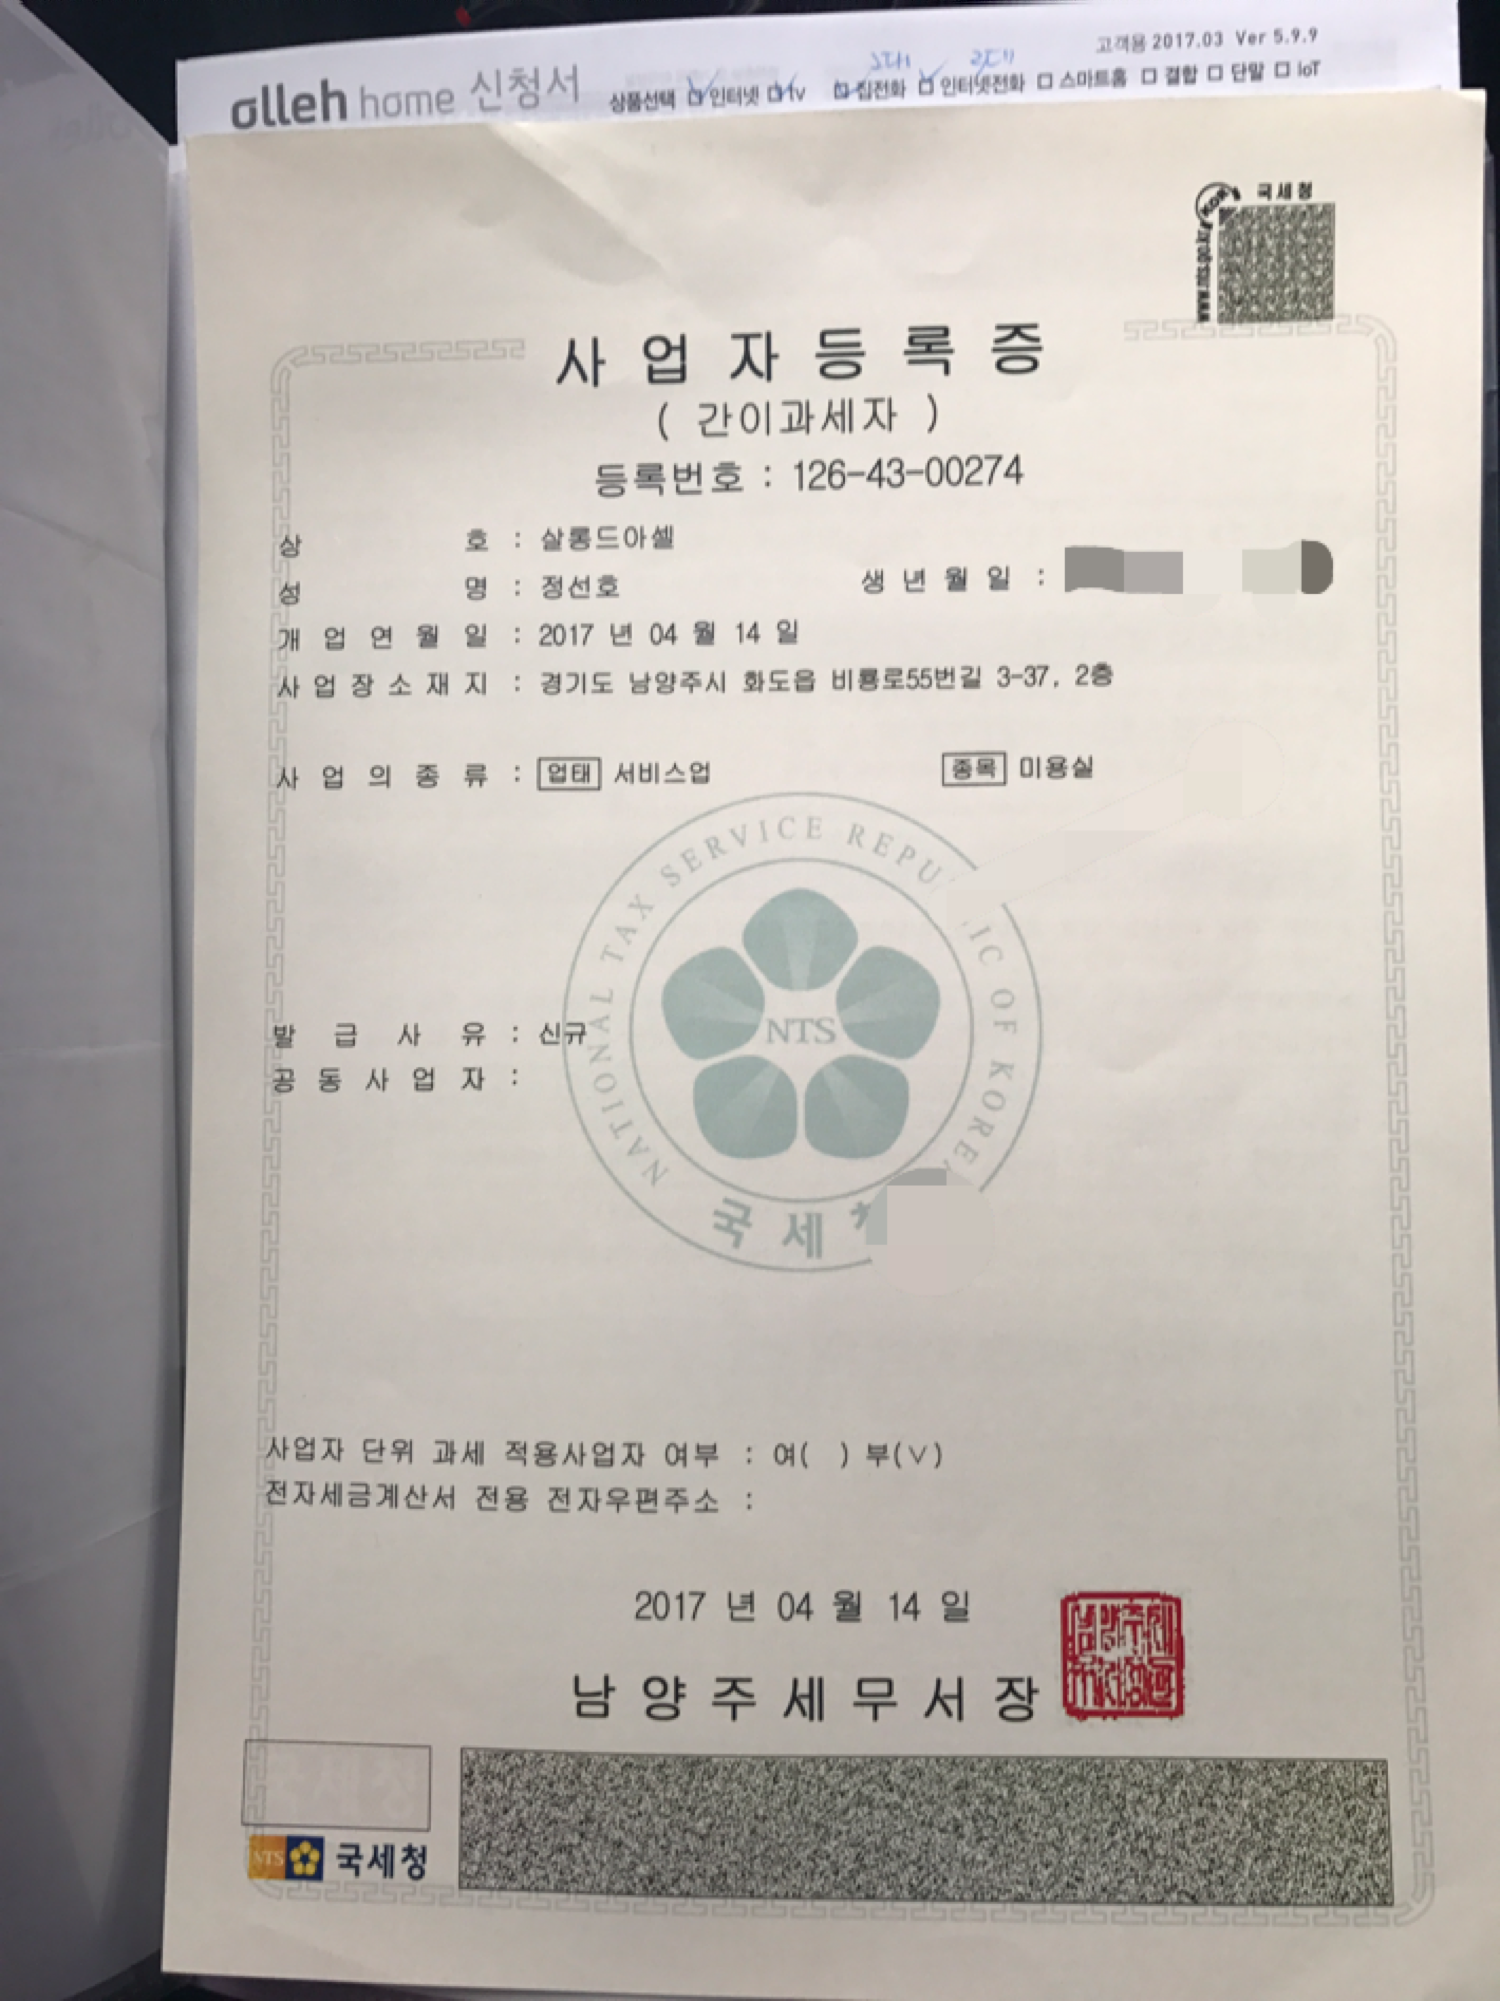 고객용 2017.03 Ver 5.9.9
olleh home 신청서 상품선택 □ 인터넷 □ tv □ 집전화 □ 인터넷전화 □ 스마트홈 □ 결합 □ 단말 □ IoT
국세청
사업자등록증
( 간이과세자 )
등록번호 : 126-43-00274
상 호 : 살롱드아셀
성 명 : 정선호 생년월일 :
개업연월일 : 2017 년 04 월 14 일
사업장소재지 : 경기도 남양주시 화도읍 비룡로55번길 3-37, 2층
사업의종류 : 업태 서비스업 종목 미용실
NATIONAL TAX SERVICE OF
NTS
발급사유 : 신규
공동사업자 :
국세
사업자 단위 과세 적용사업자 여부 : 여( ) 부(∨)
전자세금계산서 전용 전자우편주소 :
2017 년 04 월 14 일
남양주세무서장
국세청
NTS 국세청